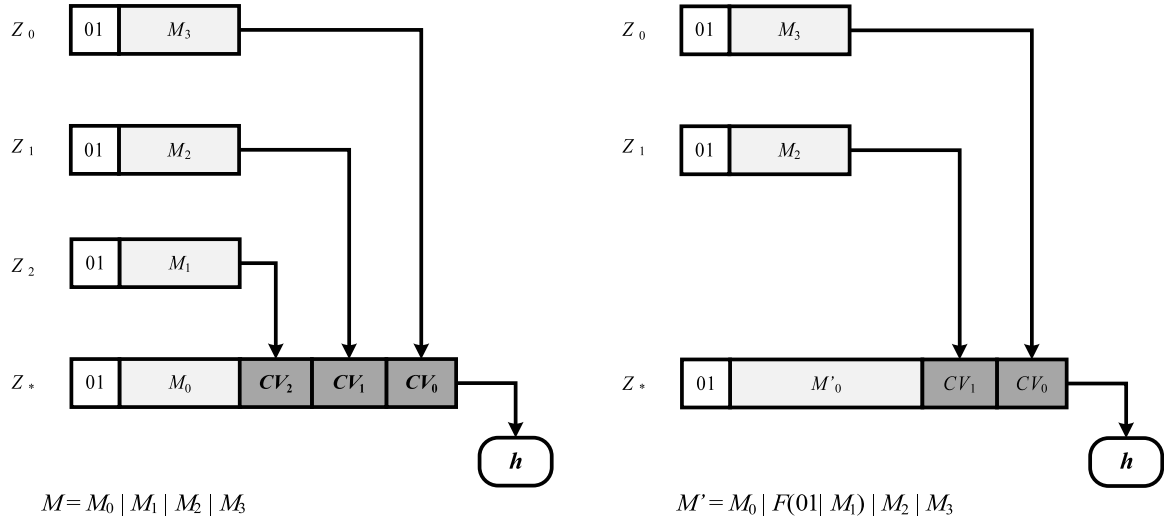 Z₀ 01 M₃
Z₁ 01 M₂
Z₂ 01 M₁
Z* 01 M₀ CV₂ CV₁ CV₀
h
M = M₀ | M₁ | M₂ | M₃
Z₀ 01 M₃
Z₁ 01 M₂
Z* 01 M'₀ CV₁ CV₀
h
M' = M₀ | F(01| M₁) | M₂ | M₃